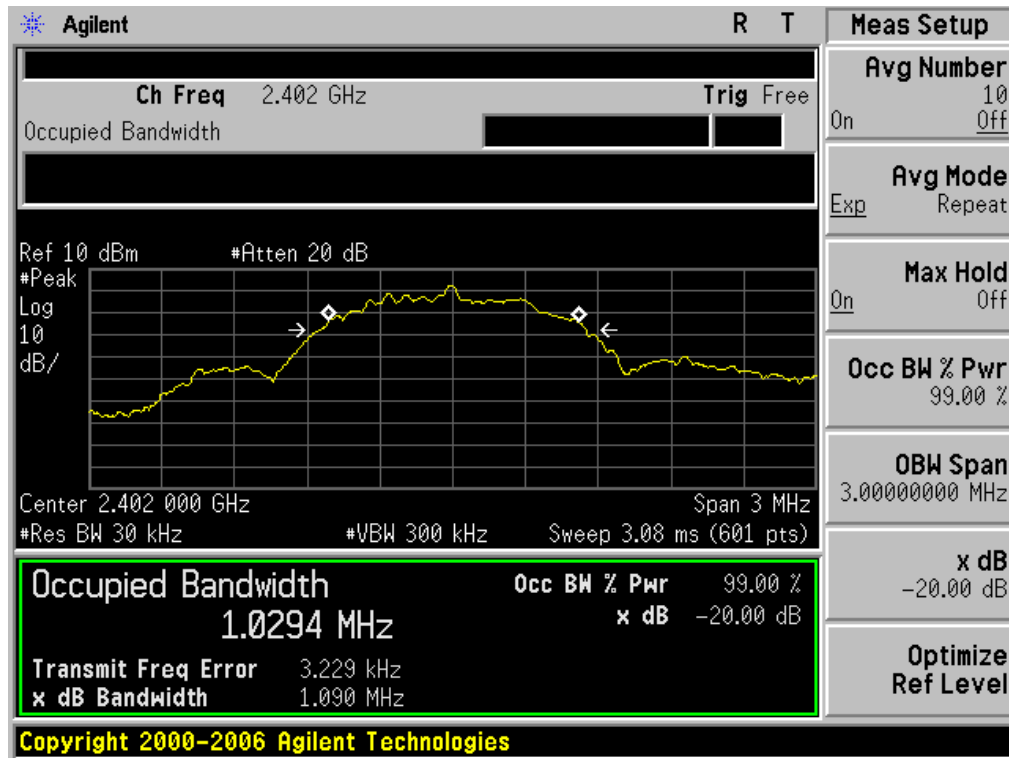 Agilent R T
Meas Setup
Ch Freq 2.402 GHz Trig Free
Occupied Bandwidth
Ref 10 dBm #Atten 20 dB
#Peak
Log
10
dB/
Center 2.402 000 GHz Span 3 MHz
#Res BW 30 kHz #VBW 300 kHz Sweep 3.08 ms (601 pts)
Occupied Bandwidth
1.0294 MHz
Occ BW % Pwr 99.00 %
x dB -20.00 dB
Transmit Freq Error 3.229 kHz
x dB Bandwidth 1.090 MHz
Avg Number
10
On Off
Avg Mode
Exp Repeat
Max Hold
On Off
Occ BW % Pwr
99.00 %
OBW Span
3.00000000 MHz
x dB
-20.00 dB
Optimize
Ref Level
Copyright 2000-2006 Agilent Technologies